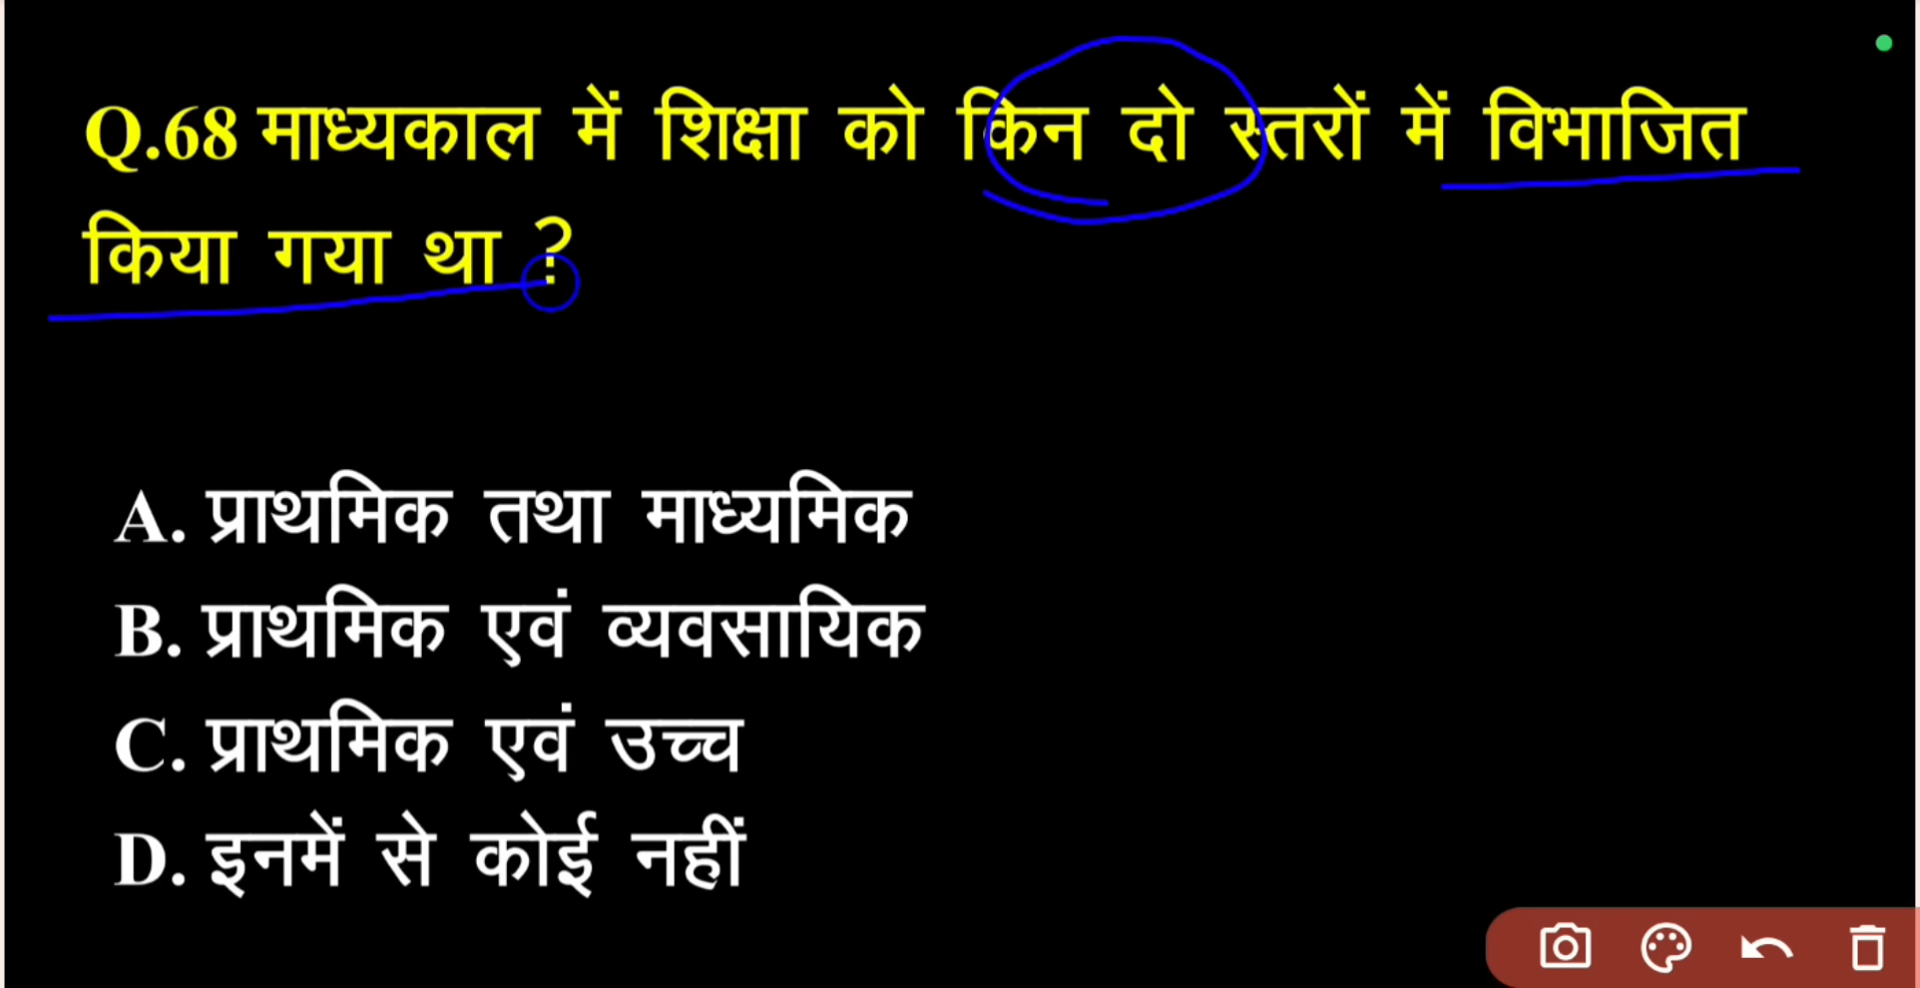 Q.68 माध्यकाल में शिक्षा को किन दो स्तरों में विभाजित
किया गया था ?
A. प्राथमिक तथा माध्यमिक
B. प्राथमिक एवं व्यवसायिक
C. प्राथमिक एवं उच्च
D. इनमें से कोई नहीं